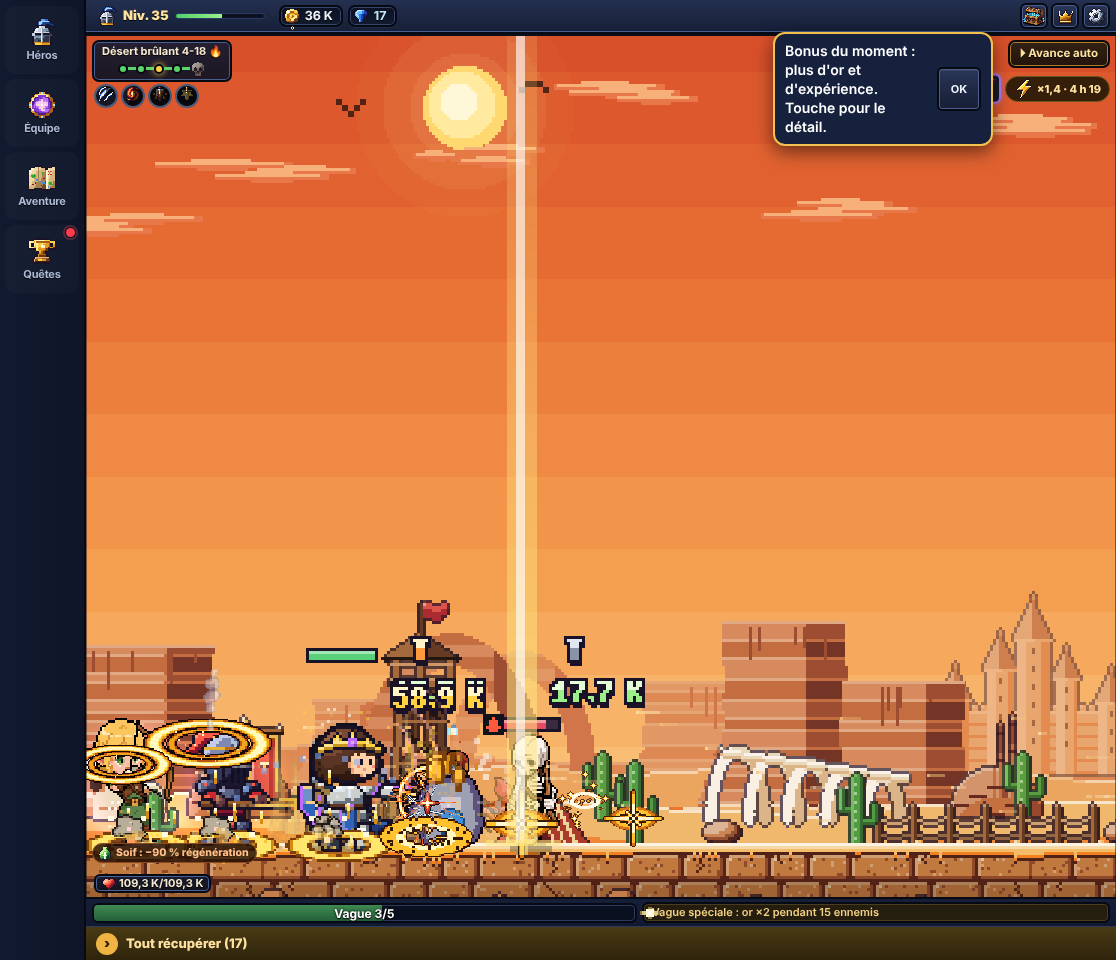 Niv. 35
36 K
17
Héros
Équipe
Aventure
Quêtes
Désert brûlant 4-18
Bonus du moment :
plus d'or et
d'expérience.
Touche pour le
détail.
OK
Avance auto
×1,4 · 4 h 19
58.9 K
17.7 K
Soif : −90 % régénération
109,3 K/109,3 K
Vague 3/5
Vague spéciale : or ×2 pendant 15 ennemis
Tout récupérer (17)